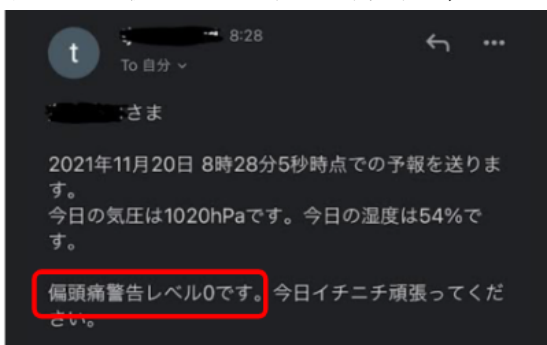 t
8:28
To 自分
さま
2021年11月20日 8時28分5秒時点での予報を送りま
す。
今日の気圧は1020hPaです。今日の湿度は54%で
す。
偏頭痛警告レベル0です。今日イチニチ頑張ってくだ
さい。